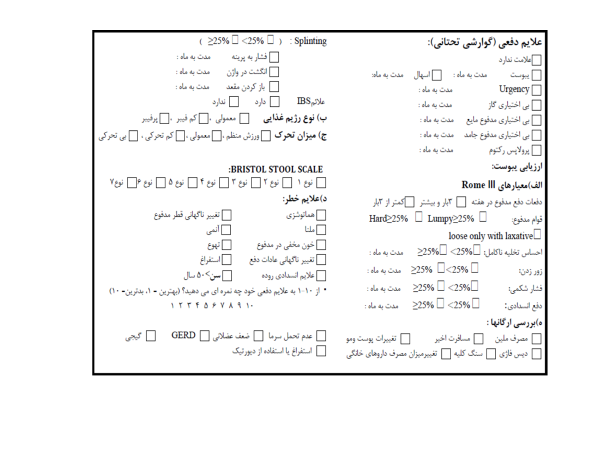 علایم دفعی (گوارشی تحتانی):
□ علامت ندارد
□ یبوست مدت به ماه : □ اسهال مدت به ماه:
□ Urgency مدت به ماه :
□ بی اختیاری گاز مدت به ماه :
□ بی اختیاری مدفوع مایع مدت به ماه :
□ بی اختیاری مدفوع جامد مدت به ماه :
□ پرولاپس رکتوم مدت به ماه :
ارزیابی یبوست:
الف)معیارهای Rome III
دفعات دفع مدفوع در هفته □ ۳بار و بیشتر □ کمتر از ۳بار
قوام مدفوع: □ Lumpy≥25% □ Hard≥25%
□ loose only with laxative
احساس تخلیه ناکامل: □ <25% □ ≥25% مدت به ماه :
زور زدن: □ <25% □ ≥25% مدت به ماه :
فشار شکمی: □ <25% □ ≥25% مدت به ماه :
دفع انسدادی: □ <25% □ ≥25% مدت به ماه :
Splinting : ( □ <25% □ ≥25% )
□ فشار به پرینه مدت به ماه :
□ انگشت در واژن مدت به ماه :
□ باز کردن مقعد مدت به ماه :
علائم IBS □ دارد □ ندارد
ب) نوع رژیم غذایی □ معمولی ، □ کم فیبر ، □ پرفیبر
ج) میزان تحرک □ ورزش منظم، □ معمولی، □ کم تحرکی ، □ بی تحرکی
BRISTOL STOOL SCALE:
□ نوع ۱ □ نوع ۲ □ نوع ۳ □ نوع ۴ □ نوع ۵ □ نوع ۶ □ نوع۷
د)علایم خطر:
□ هماتوشزی □ تغییر ناگهانی قطر مدفوع
□ ملنا □ آنمی
□ خون مخفی در مدفوع □ تهوع
□ تغییر ناگهانی عادات دفع □ استفراغ
□ علایم انسدادی روده □ سن>۵۰ سال
• از ۱۰-۱ به علایم دفعی خود چه نمره ای می دهید؟ (بهترین - ۱، بدترین- ۱۰)
۱ ۲ ۳ ۴ ۵ ۶ ۷ ۸ ۹ ۱۰
ه)بررسی ارگانها :
□ مصرف ملین □ مسافرت اخیر □ تغییرات پوست ومو
□ دیس فاژی □ سنگ کلیه □ تغییرمیزان مصرف داروهای خانگی
□ عدم تحمل سرما □ ضعف عضلانی □ GERD □ گیجی
□ استفراغ یا استفاده از دیورتیک